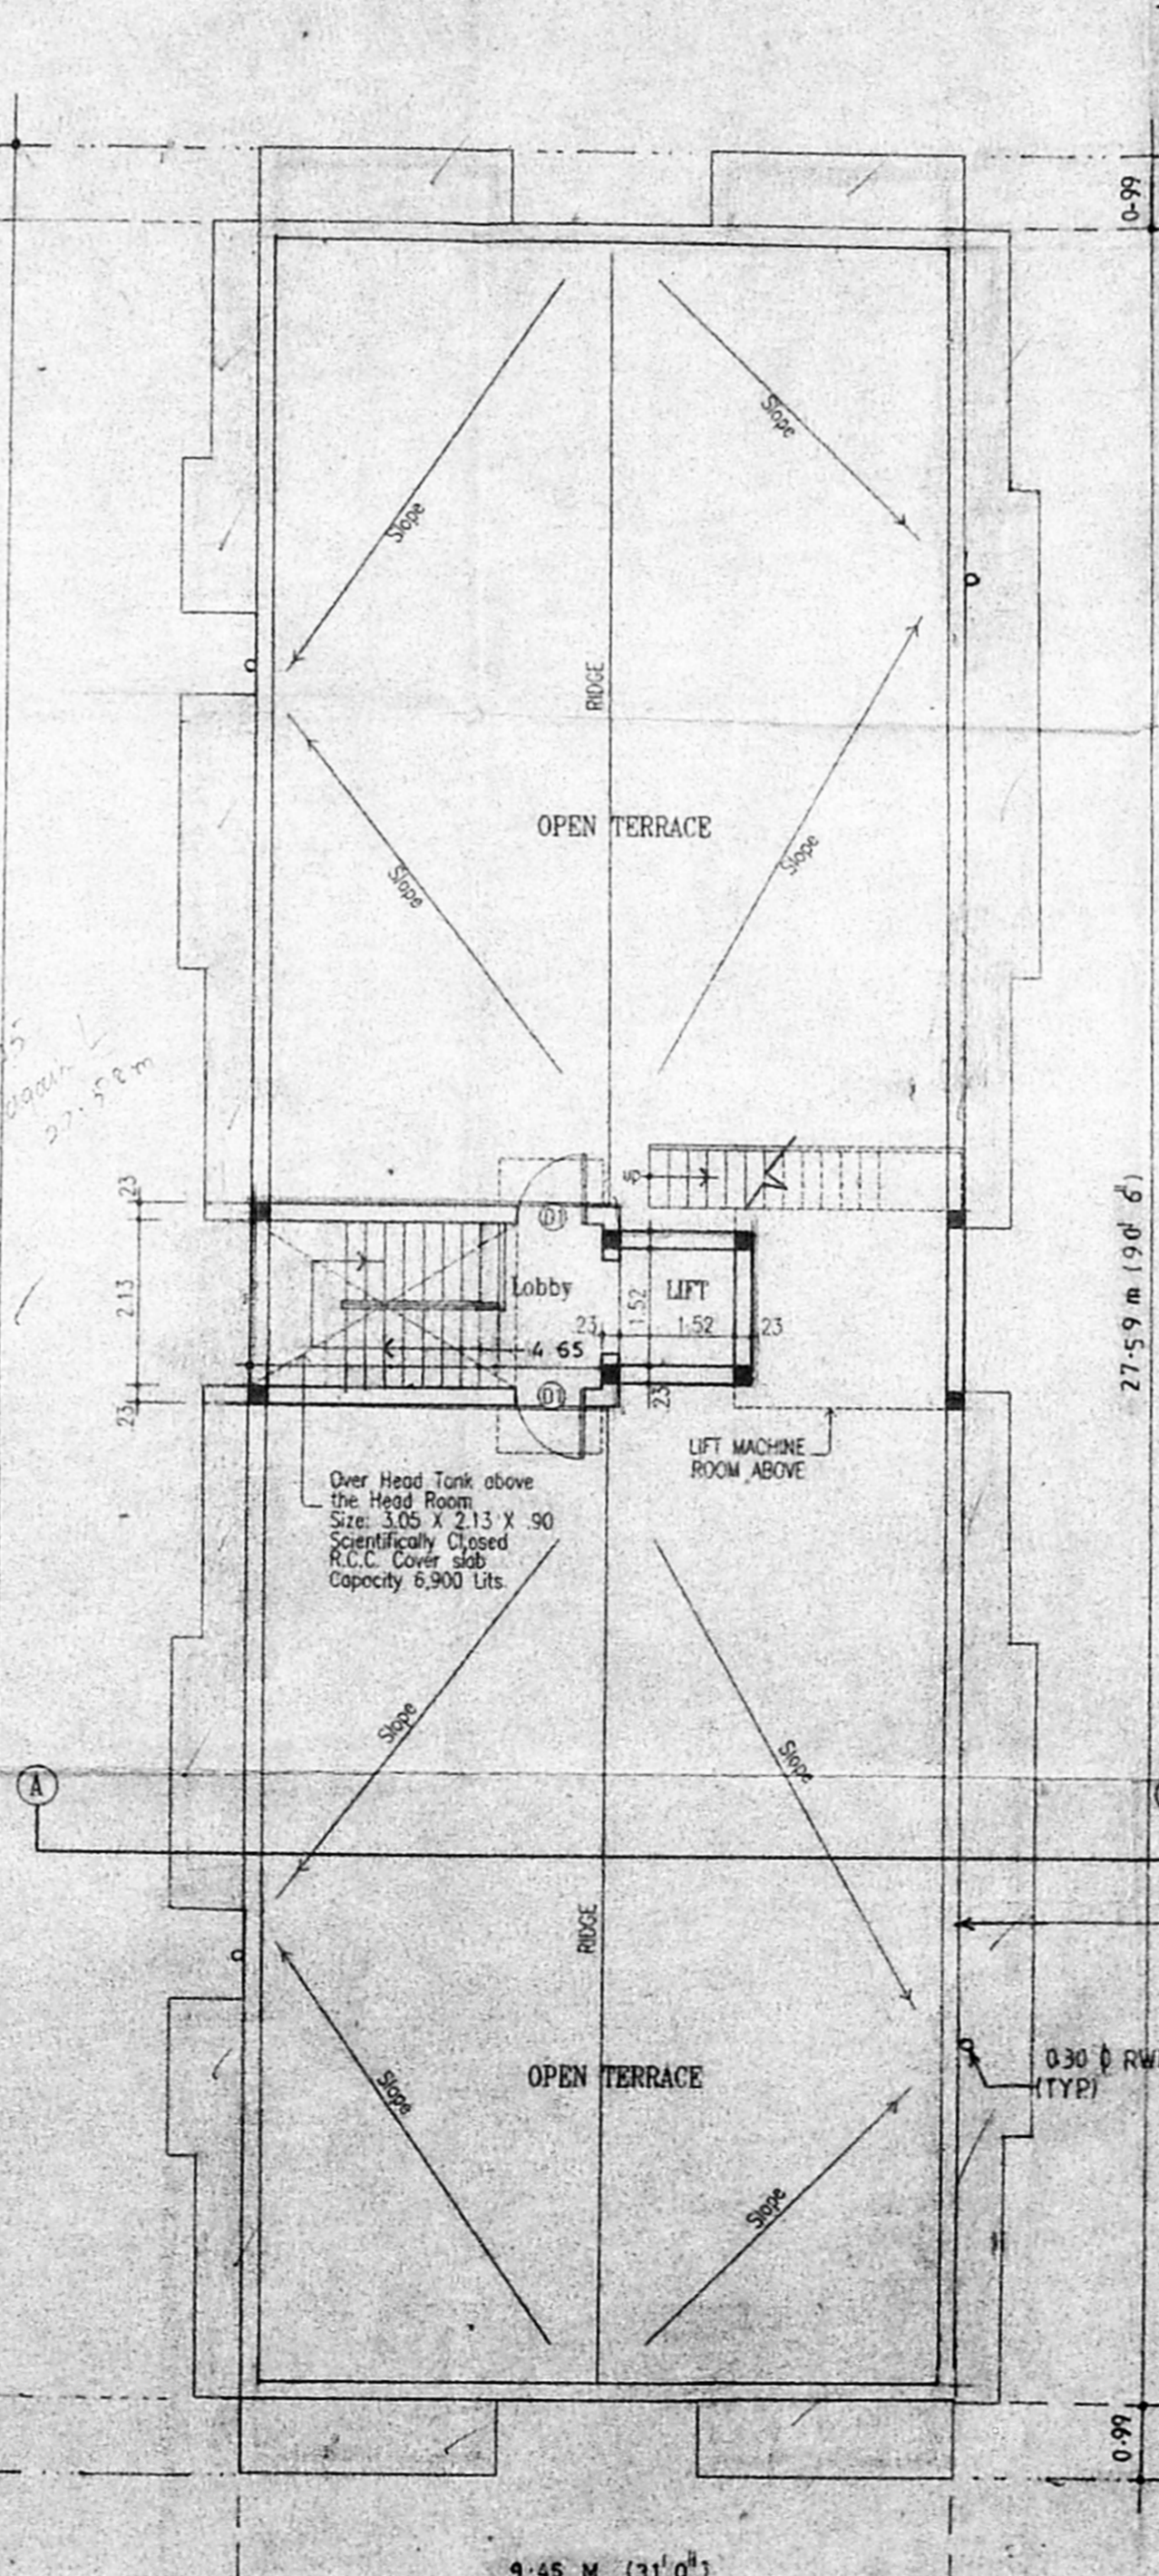 0-99
Slope
Slope
RIDGE
OPEN TERRACE
Slope
Slope
again L
27.58 m
23
2.13
23
27.59 m (90' 6")
D1
Lobby
LIFT
1.52
23
1.52
23
4 65
D1
23
LIFT MACHINE
ROOM ABOVE
Over Head Tank above
the Head Room
Size: 3.05 X 2.13 X .90
Scientifically Closed
R.C.C. Cover slab
Capacity 6,900 Lits.
Slope
Slope
A
RIDGE
OPEN TERRACE
0.30 ϕ RW
(TYP)
Slope
Slope
0.99
9.45 M (31' 0")